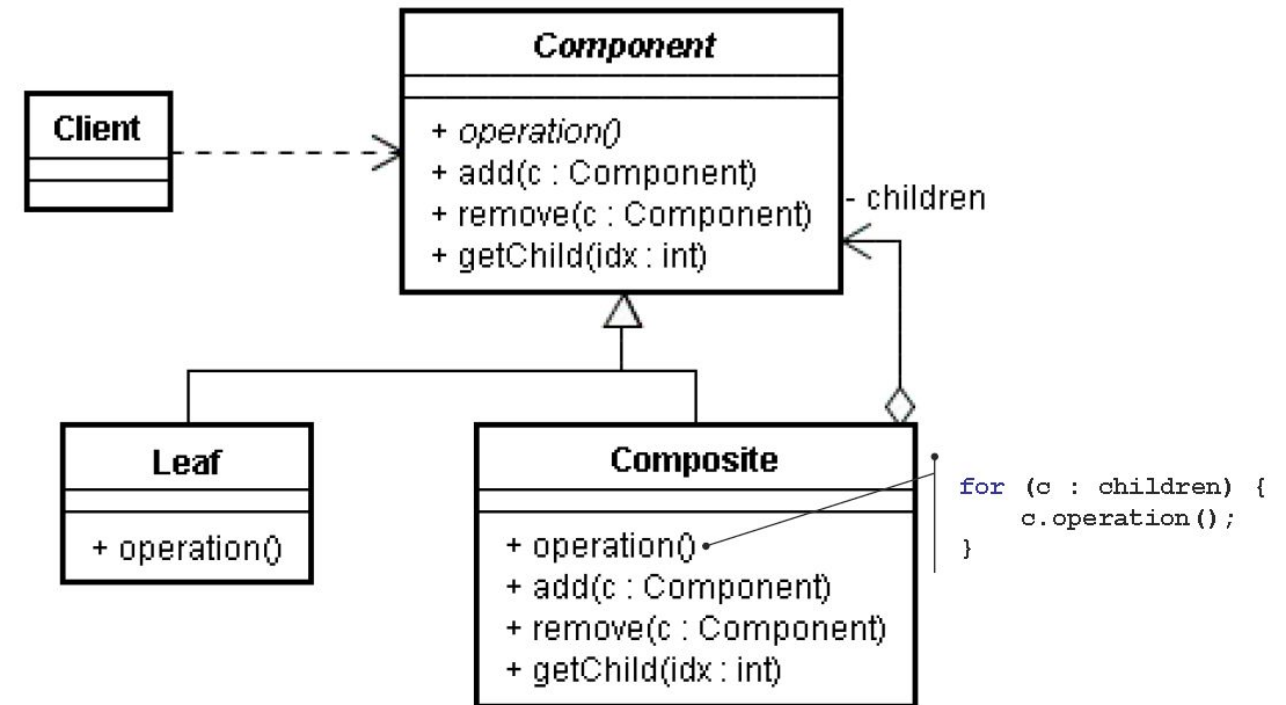 Component
+ operation()
+ add(c : Component)
+ remove(c : Component)
+ getChild(idx : int)
Client
- children
Leaf
+ operation()
Composite
+ operation()
+ add(c : Component)
+ remove(c : Component)
+ getChild(idx : int)
for (c : children) {
c.operation();
}